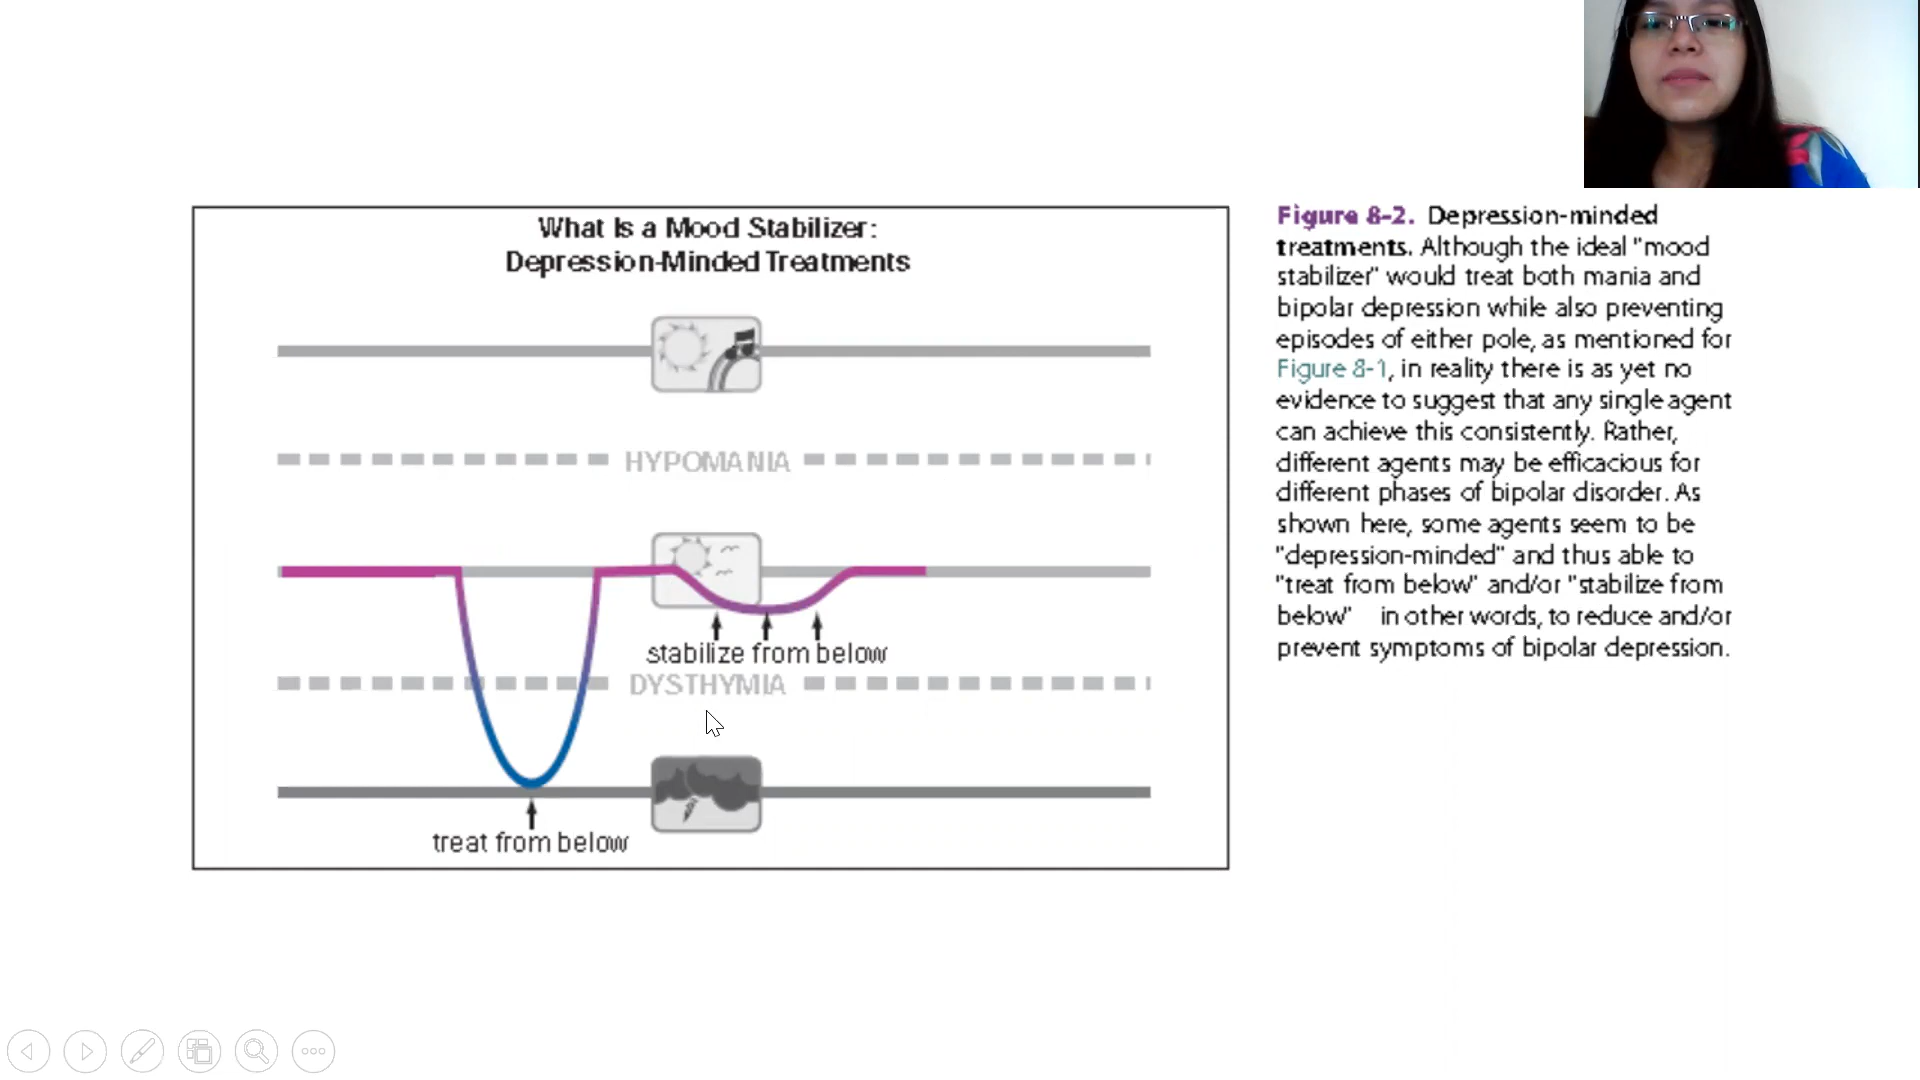 What Is a Mood Stabilizer:
Depression-Minded Treatments
HYPOMANIA
stabilize from below
DYSTHYMIA
treat from below
Figure 8-2. Depression-minded
treatments. Although the ideal "mood
stabilizer" would treat both mania and
bipolar depression while also preventing
episodes of either pole, as mentioned for
Figure 8-1, in reality there is as yet no
evidence to suggest that any single agent
can achieve this consistently. Rather,
different agents may be efficacious for
different phases of bipolar disorder. As
shown here, some agents seem to be
"depression-minded" and thus able to
"treat from below" and/or "stabilize from
below" in other words, to reduce and/or
prevent symptoms of bipolar depression.